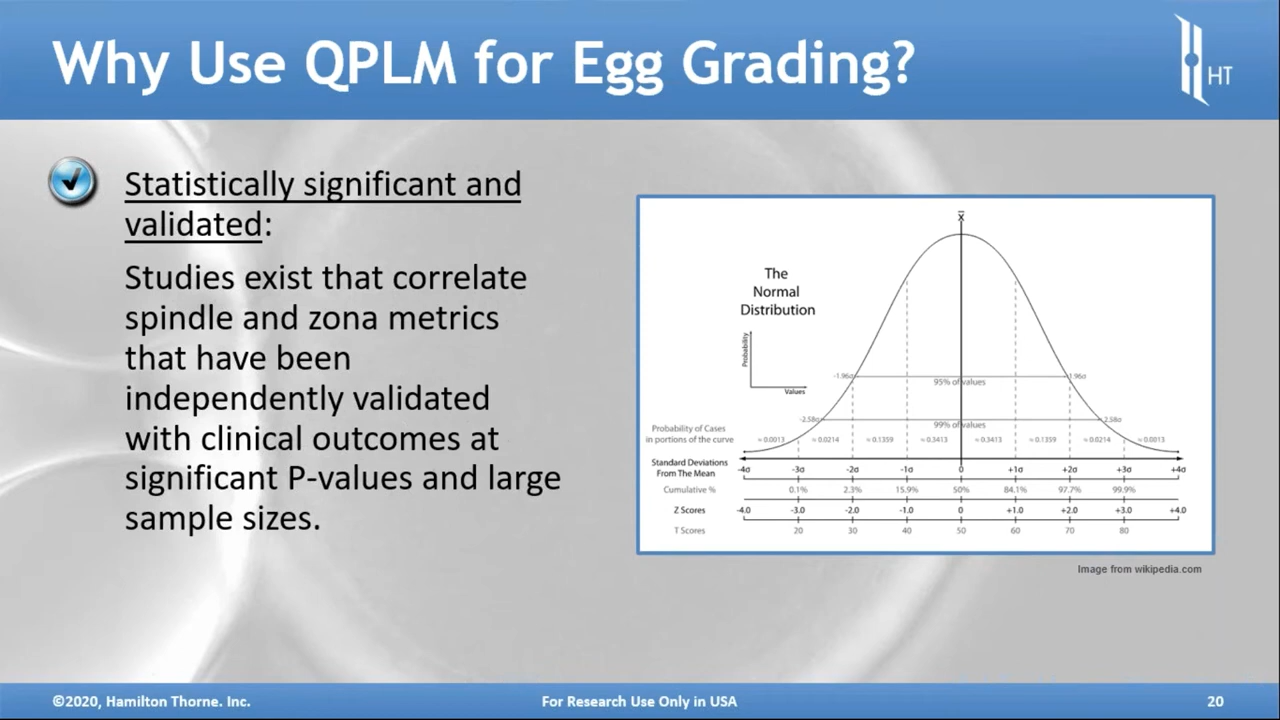 Why Use QPLM for Egg Grading?
HT
Statistically significant and
validated:
Studies exist that correlate
spindle and zona metrics
that have been
independently validated
with clinical outcomes at
significant P-values and large
sample sizes.
x̄
The
Normal
Distribution
Probability
Values
-1.96σ 1.96σ
95% of values
-2.58σ 2.58σ
99% of values
Probability of Cases
in portions of the curve
≈ 0.0013 ≈ 0.0214 ≈ 0.1359 ≈ 0.3413 ≈ 0.3413 ≈ 0.1359 ≈ 0.0214 ≈ 0.0013
Standard Deviations
From The Mean
-4σ -3σ -2σ -1σ 0 +1σ +2σ +3σ +4σ
Cumulative % 0.1% 2.3% 15.9% 50% 84.1% 97.7% 99.9%
Z Scores -4.0 -3.0 -2.0 -1.0 0 +1.0 +2.0 +3.0 +4.0
T Scores 20 30 40 50 60 70 80
Image from wikipedia.com
©2020, Hamilton Thorne. Inc.
For Research Use Only in USA
20